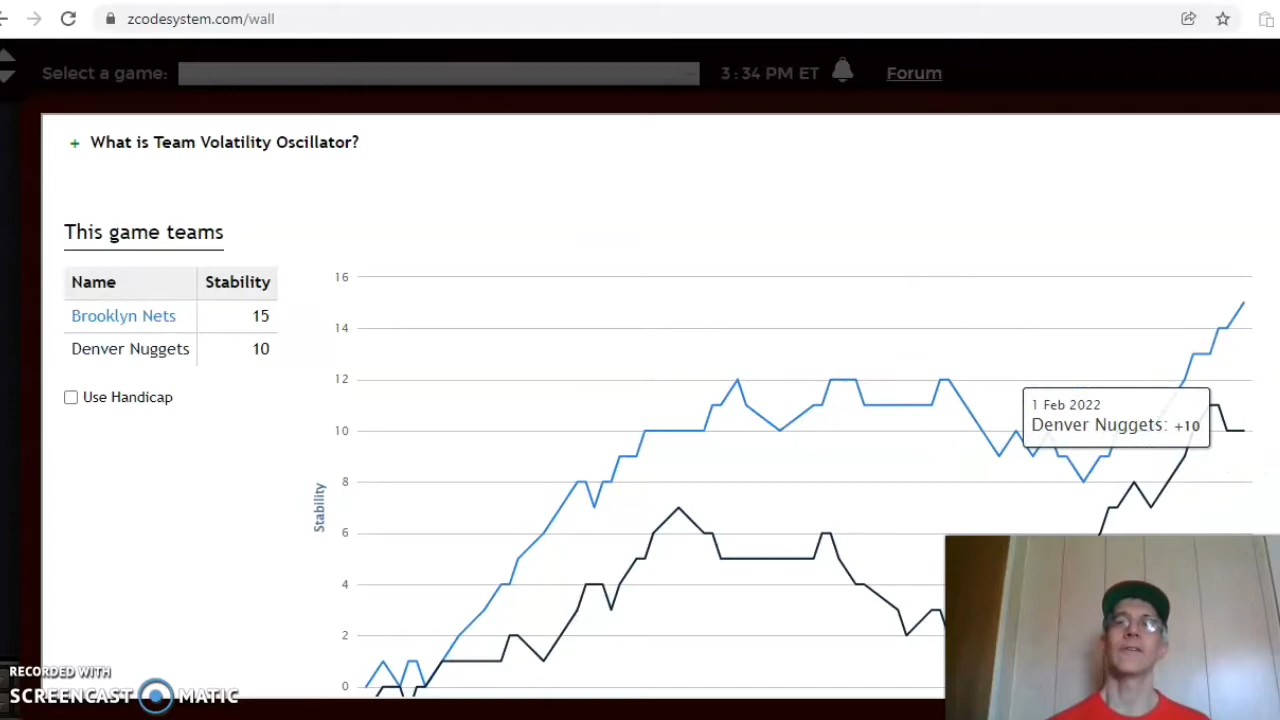 zcodesystem.com/wall
Select a game:
3:34 PM ET
Forum
+ What is Team Volatility Oscillator?
This game teams
Name Stability
Brooklyn Nets 15
Denver Nuggets 10
Use Handicap
16
14
12
10
8
6
4
2
0
Stability
1 Feb 2022
Denver Nuggets: +10
RECORDED WITH
SCREENCAST MATIC